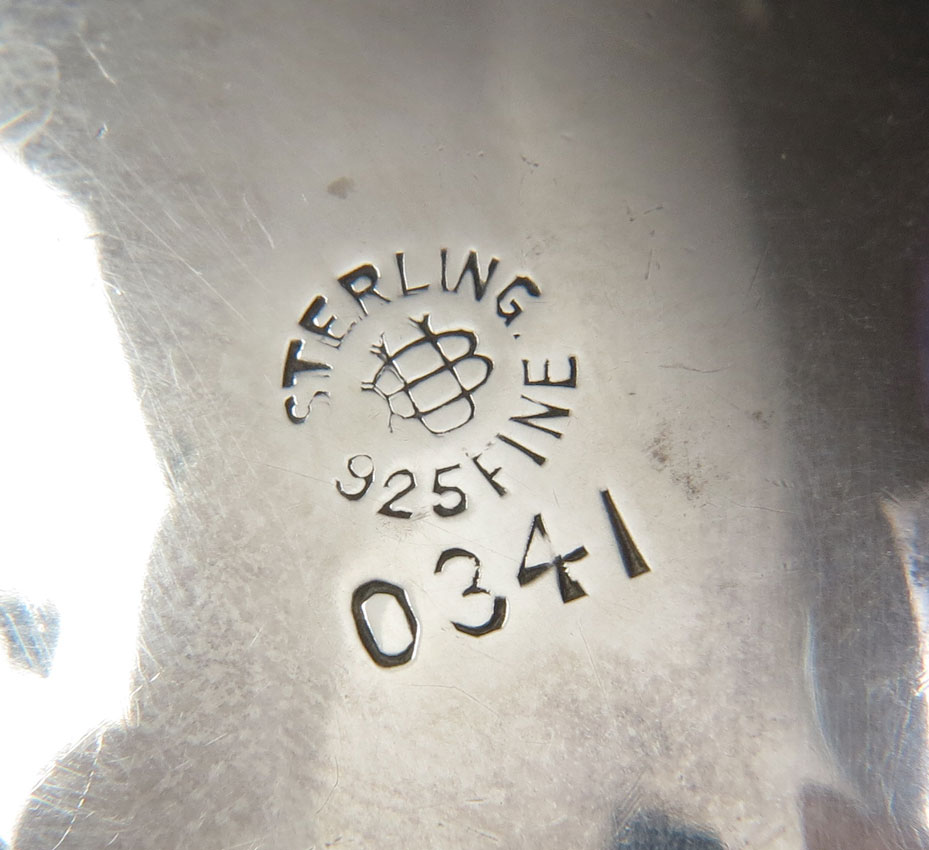 STERLING.
925 FINE
0341